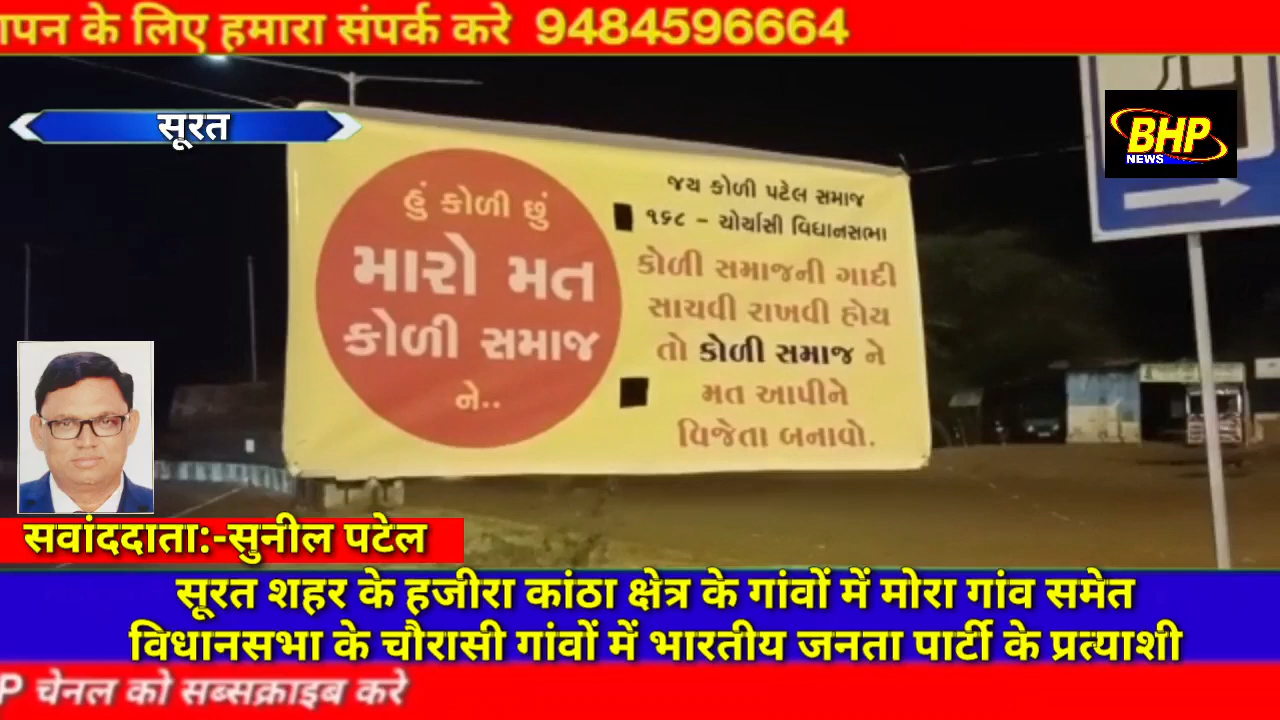 ापन के लिए हमारा संपर्क करे 9484596664
सूरत
BHP
NEWS
હું કોળી છું
મારો મત
કોળી સમાજ
ને..
જય કોળી પટેલ સમાજ
૧૬૮ - ચોર્યાસી વિધાનસભા
કોળી સમાજની ગાદી
સાચવી રાખવી હોય
તો કોળી સમાજ ને
મત આપીને
વિજેતા બનાવો.
सवांददाता:-सुनील पटेल
सूरत शहर के हजीरा कांठा क्षेत्र के गांवों में मोरा गांव समेत
विधानसभा के चौरासी गांवों में भारतीय जनता पार्टी के प्रत्याशी
P चेनल को सब्सक्राइब करे